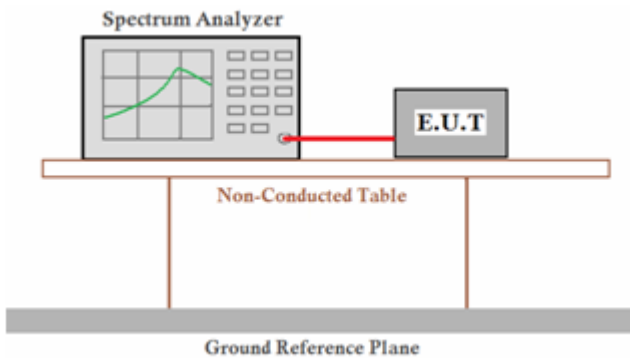 Spectrum Analyzer
E.U.T
Non-Conducted Table
Ground Reference Plane